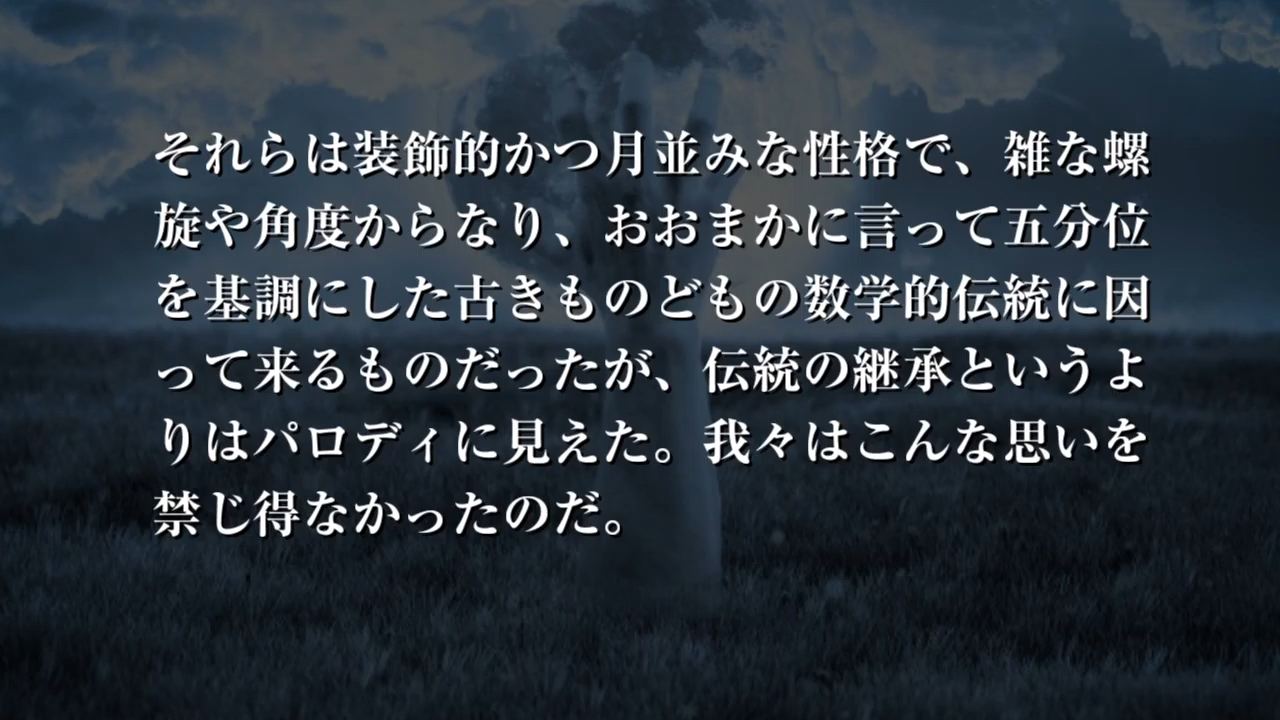 それらは装飾的かつ月並みな性格で、雑な螺
旋や角度からなり、おおまかに言って五分位
を基調にした古きものどもの数学的伝統に因
って来るものだったが、伝統の継承というよ
りはパロディに見えた。我々はこんな思いを
禁じ得なかったのだ。